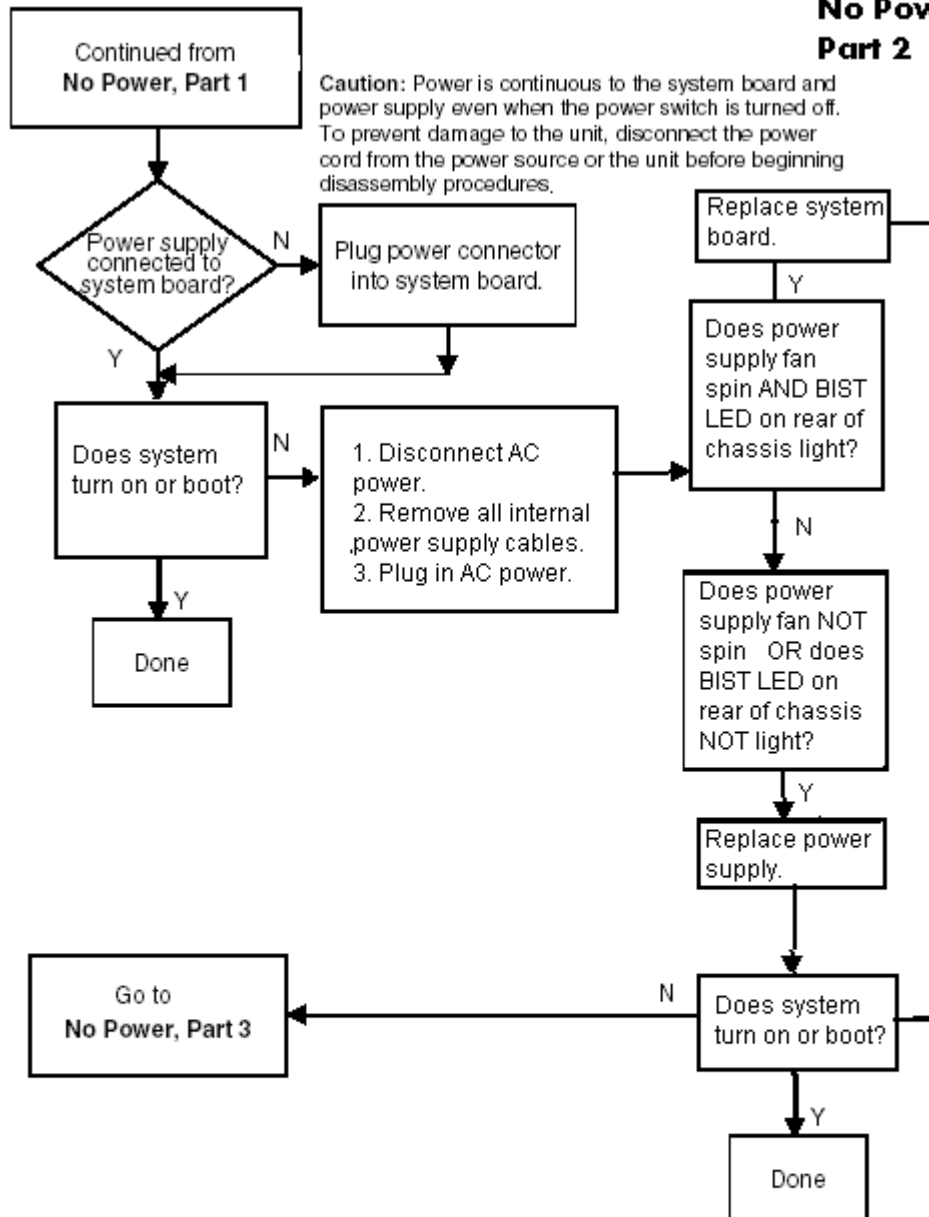 No Pow
Part 2
Continued from
No Power, Part 1
Caution: Power is continuous to the system board and
power supply even when the power switch is turned off.
To prevent damage to the unit, disconnect the power
cord from the power source or the unit before beginning
disassembly procedures.
Power supply
connected to
system board?
N
Plug power connector
into system board.
Y
Does system
turn on or boot?
N
1. Disconnect AC
power.
2. Remove all internal
power supply cables.
3. Plug in AC power.
Y
Done
Replace system
board.
Y
Does power
supply fan
spin AND BIST
LED on rear of
chassis light?
N
Does power
supply fan NOT
spin OR does
BIST LED on
rear of chassis
NOT light?
Y
Replace power
supply.
Does system
turn on or boot?
N
Go to
No Power, Part 3
Y
Done